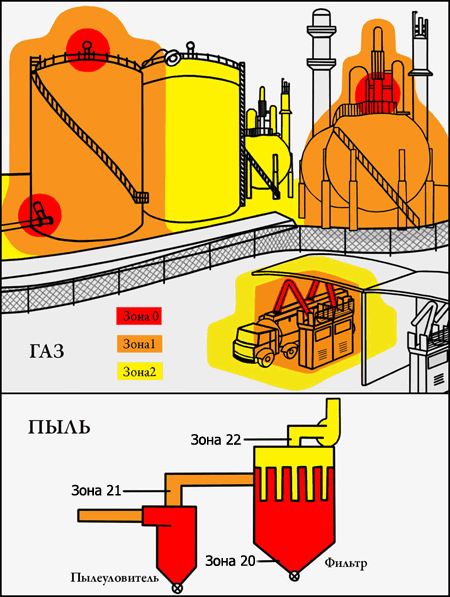 Зона 0
Зона1
Зона2
ГАЗ
ПЫЛЬ
Зона 22
Зона 21
Зона 20
Фильтр
Пылеуловитель